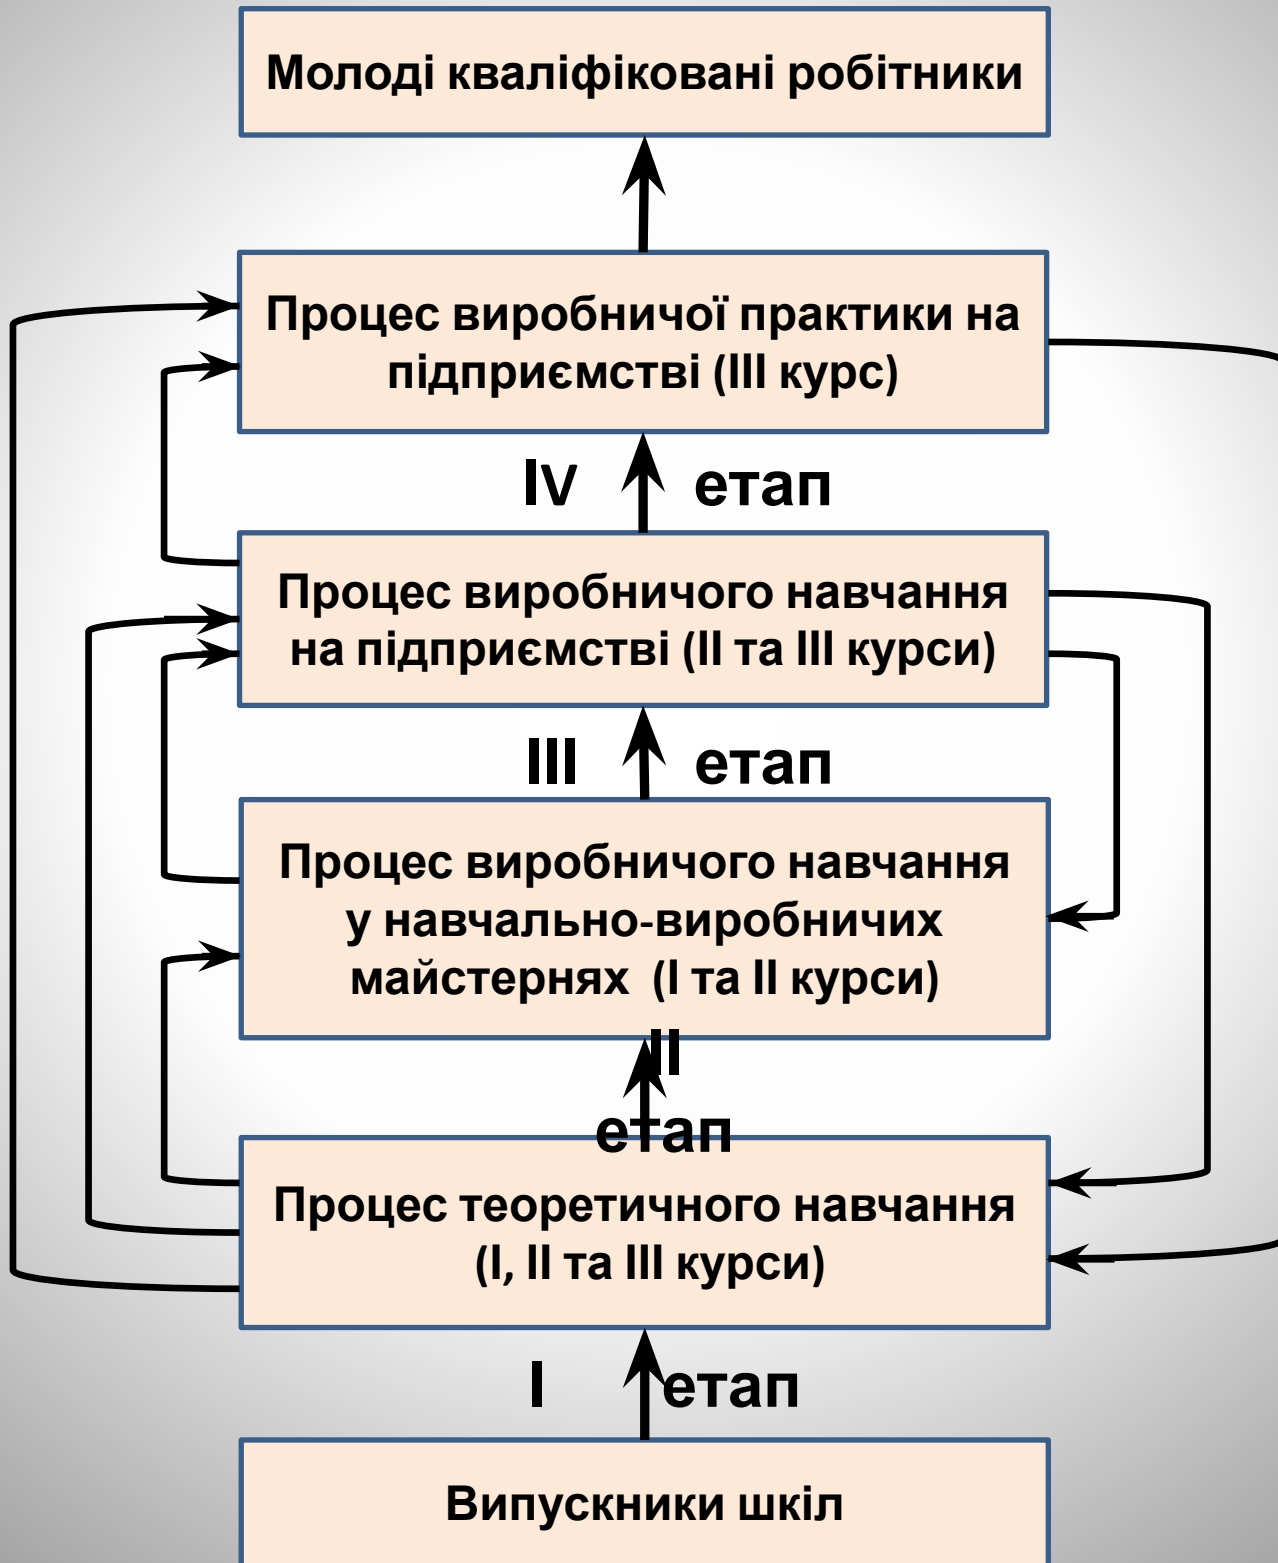 Молоді кваліфіковані робітники
Процес виробничої практики на
підприємстві (ІІІ курс)
ІV етап
Процес виробничого навчання
на підприємстві (ІІ та ІІІ курси)
ІІІ етап
Процес виробничого навчання
у навчально-виробничих
майстернях (І та ІІ курси)
ІІ
етап
Процес теоретичного навчання
(І, ІІ та ІІІ курси)
І етап
Випускники шкіл